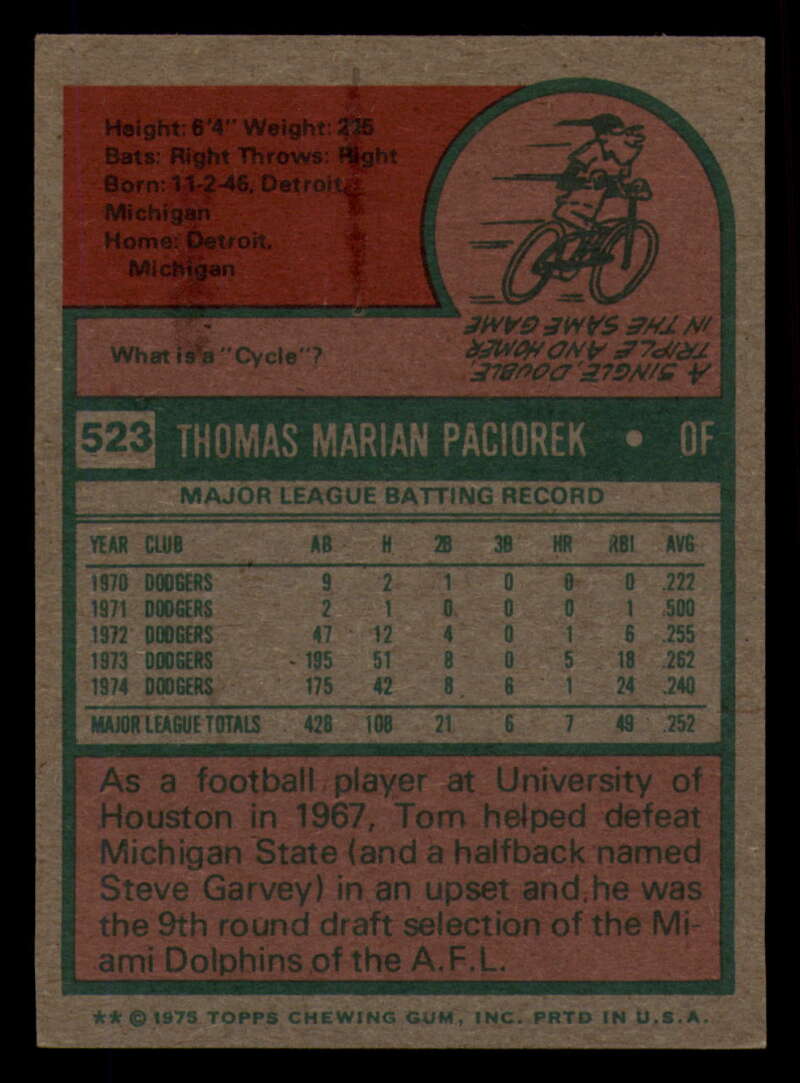 Height: 6'4" Weight: 215
Bats: Right Throws: Right
Born: 11-2-46, Detroit,
Michigan
Home: Detroit,
Michigan
What is a "Cycle"?
A SINGLE, DOUBLE,
TRIPLE AND HOMER
IN THE SAME GAME
523 THOMAS MARIAN PACIOREK • OF
MAJOR LEAGUE BATTING RECORD
YEAR CLUB AB H 2B 3B HR RBI AVG
1970 DODGERS 9 2 1 0 0 0 .222
1971 DODGERS 2 1 0 0 0 1 .500
1972 DODGERS 47 12 4 0 1 6 .255
1973 DODGERS 195 51 8 0 5 18 .262
1974 DODGERS 175 42 8 6 1 24 .240
MAJOR LEAGUE TOTALS 428 108 21 6 7 49 .252
As a football player at University of
Houston in 1967, Tom helped defeat
Michigan State (and a halfback named
Steve Garvey) in an upset and he was
the 9th round draft selection of the Mi-
ami Dolphins of the A.F.L.
** © 1975 TOPPS CHEWING GUM, INC. PRTD IN U.S.A.